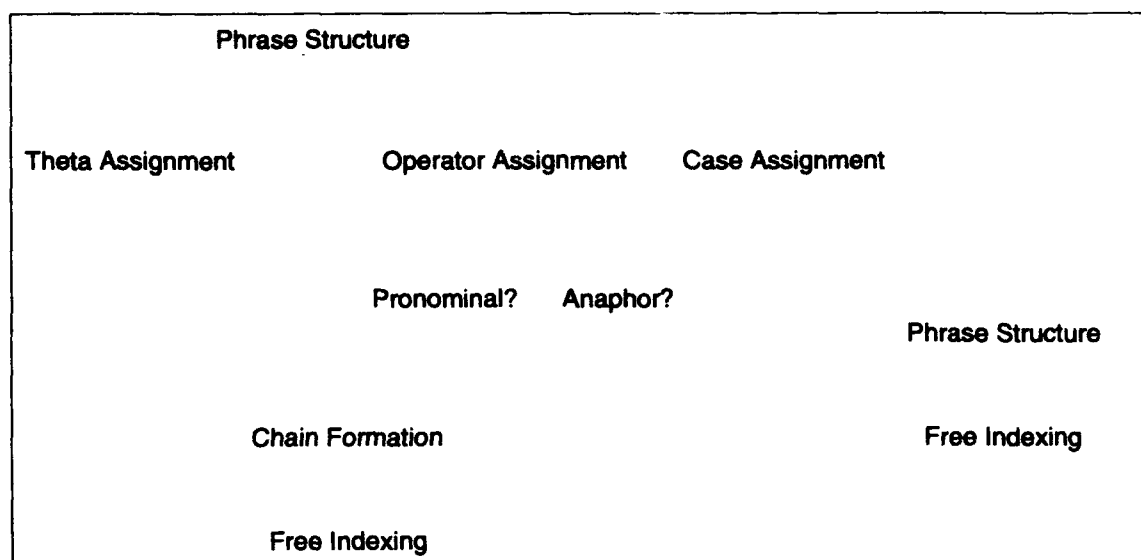 Phrase Structure
Theta Assignment Operator Assignment Case Assignment
Pronominal? Anaphor?
Phrase Structure
Chain Formation Free Indexing
Free Indexing